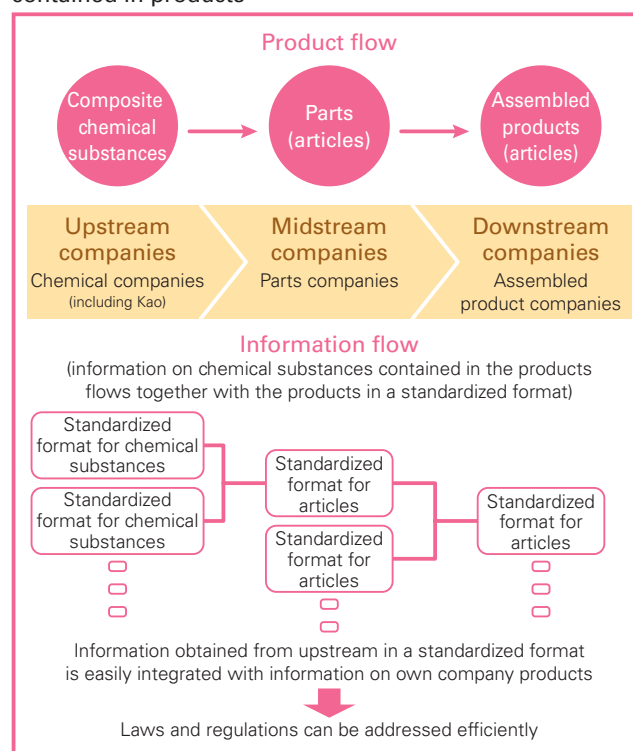 contained in products
Product flow
Composite
chemical
substances
Parts
(articles)
Assembled
products
(articles)
Upstream
companies
Chemical companies
(including Kao)
Midstream
companies
Parts companies
Downstream
companies
Assembled
product companies
Information flow
(information on chemical substances contained in the products
flows together with the products in a standardized format)
Standardized
format for chemical
substances
Standardized
format for chemical
substances
Standardized
format for
articles
Standardized
format for
articles
Standardized
format for
articles
Information obtained from upstream in a standardized format
is easily integrated with information on own company products
Laws and regulations can be addressed efficiently